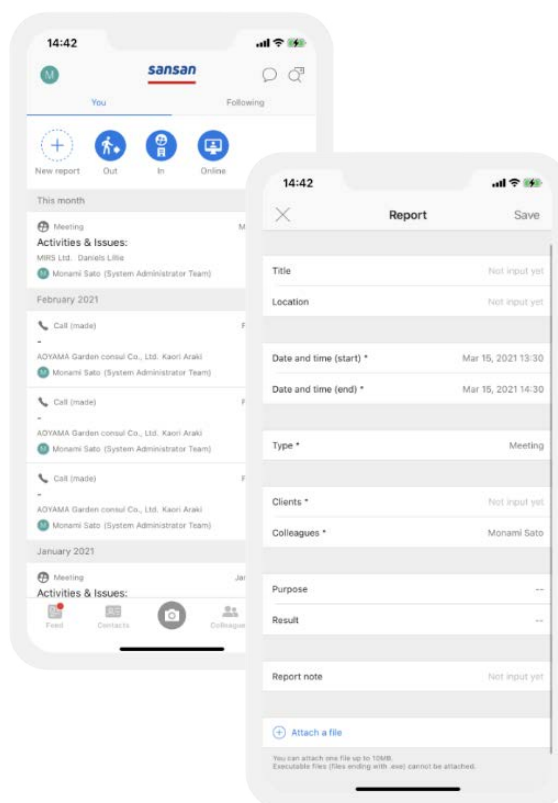 14:42
M
sansan
You
Following
New report
Out
In
Online
This month
Meeting
M
Activities & Issues:
MIRS Ltd. Daniels Lillie
M Monami Sato (System Administrator Team)
February 2021
Call (made)
F
-
AOYAMA Garden consul Co., Ltd. Kaori Araki
M Monami Sato (System Administrator Team)
Call (made)
F
-
AOYAMA Garden consul Co., Ltd. Kaori Araki
M Monami Sato (System Administrator Team)
Call (made)
F
-
AOYAMA Garden consul Co., Ltd. Kaori Araki
M Monami Sato (System Administrator Team)
January 2021
Meeting
Jan
Activities & Issues:
Feed
Contacts
Colleague
14:42
Report
Save
Title
Not input yet
Location
Not input yet
Date and time (start) *
Mar 15, 2021 13:30
Date and time (end) *
Mar 15, 2021 14:30
Type *
Meeting
Clients *
Not input yet
Colleagues *
Monami Sato
Purpose
--
Result
--
Report note
Not input yet
Attach a file
You can attach one file up to 10MB.
Executable files (files ending with .exe) cannot be attached.